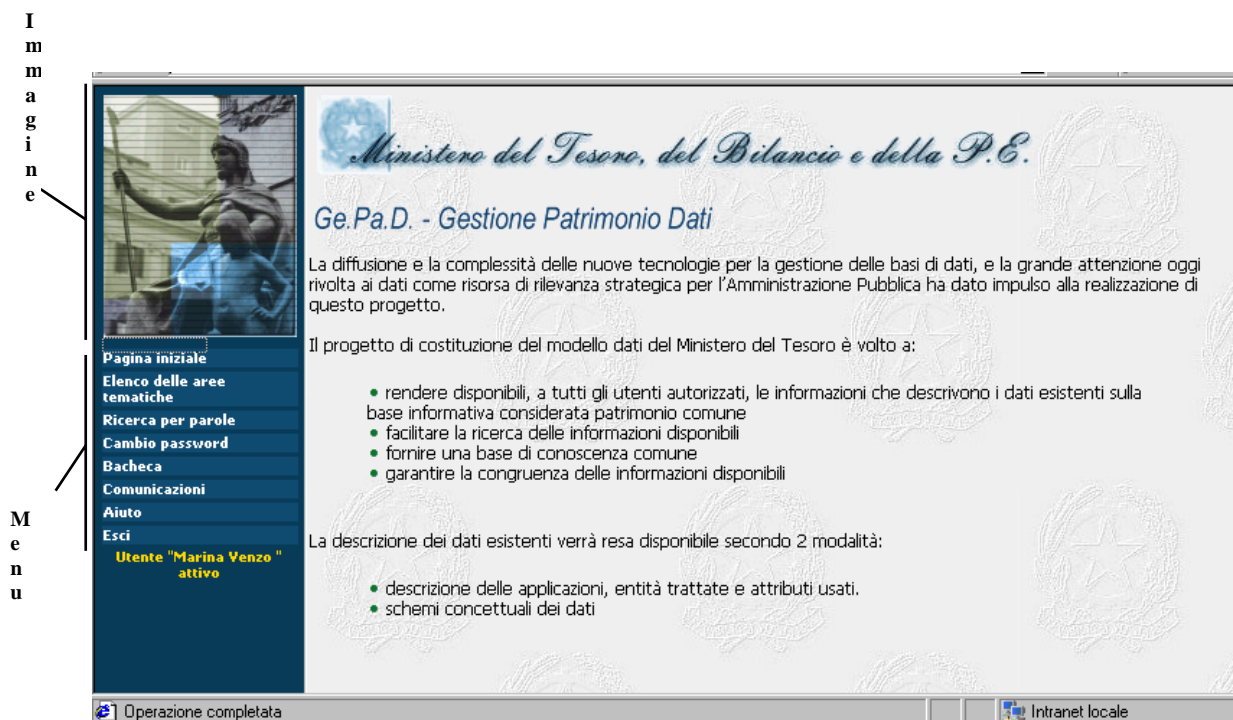 Immagine
Ministero del Tesoro, del Bilancio e della P.E.
Ge.Pa.D. - Gestione Patrimonio Dati
La diffusione e la complessità delle nuove tecnologie per la gestione delle basi di dati, e la grande attenzione oggi
rivolta ai dati come risorsa di rilevanza strategica per l'Amministrazione Pubblica ha dato impulso alla realizzazione di
questo progetto.
Il progetto di costituzione del modello dati del Ministero del Tesoro è volto a:
• rendere disponibili, a tutti gli utenti autorizzati, le informazioni che descrivono i dati esistenti sulla
base informativa considerata patrimonio comune
• facilitare la ricerca delle informazioni disponibili
• fornire una base di conoscenza comune
• garantire la congruenza delle informazioni disponibili
La descrizione dei dati esistenti verrà resa disponibile secondo 2 modalità:
• descrizione delle applicazioni, entità trattate e attributi usati.
• schemi concettuali dei dati
Menu
Pagina iniziale
Elenco delle aree
tematiche
Ricerca per parole
Cambio password
Bacheca
Comunicazioni
Aiuto
Esci
Utente "Marina Venzo "
attivo
Operazione completata
Intranet locale